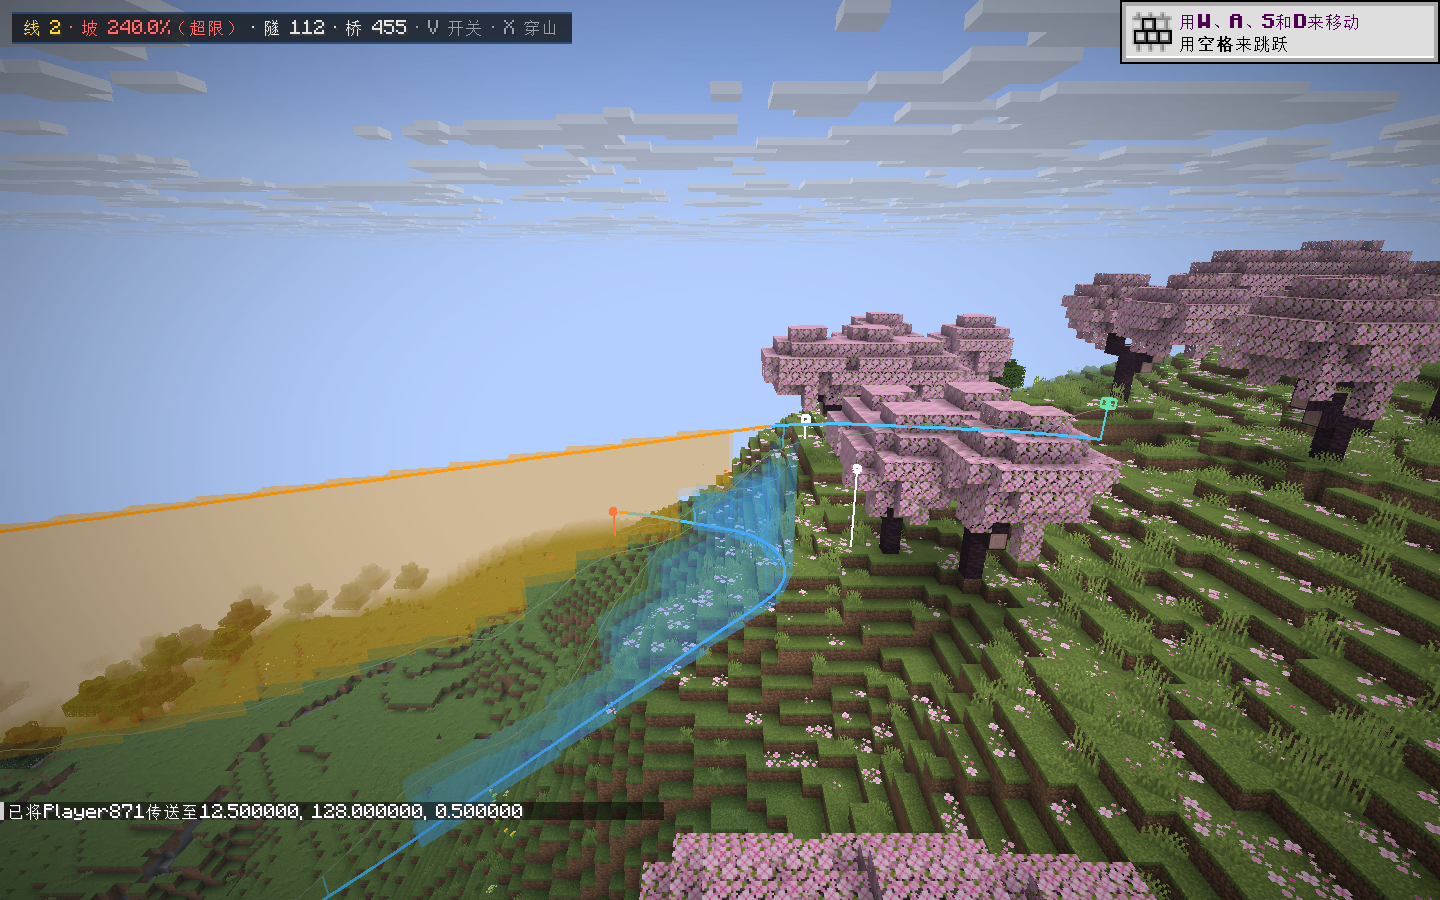 线 2 · 坡 240.0%（超限） · 隧 112 · 桥 455 · V 开关 · X 穿山
用W、A、S和D来移动
用空格来跳跃
已将Player871传送至12.500000, 128.000000, 0.500000